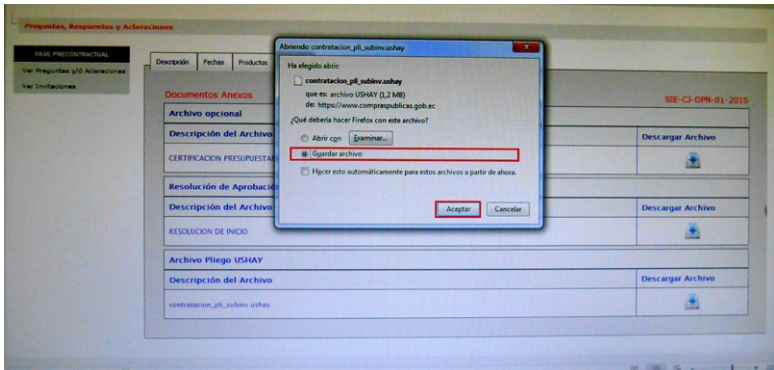 Preguntas, Respuestas y Aclaraciones
FASE PRECONTRACTUAL
Ver Preguntas y/ó Aclaraciones
Ver Invitaciones
Descripción Fechas Productos
Documentos Anexos
SIE-CJ-DPN-01-2015
Archivo opcional
Descripción del Archivo
Descargar Archivo
CERTIFICACION PRESUPUESTAR
Resolución de Aprobació
Descripción del Archivo
Descargar Archivo
RESOLUCION DE INICIO
Archivo Pliego USHAY
Descripción del Archivo
Descargar Archivo
contratacion_pli_subinv.ushay
Abriendo contratacion_pli_subinv.ushay
Ha elegido abrir:
contratacion_pli_subinv.ushay
que es: archivo USHAY (1,2 MB)
de: https://www.compraspublicas.gob.ec
¿Qué debería hacer Firefox con este archivo?
Abrir con Examinar...
Guardar archivo
Hacer esto automáticamente para estos archivos a partir de ahora.
Aceptar Cancelar